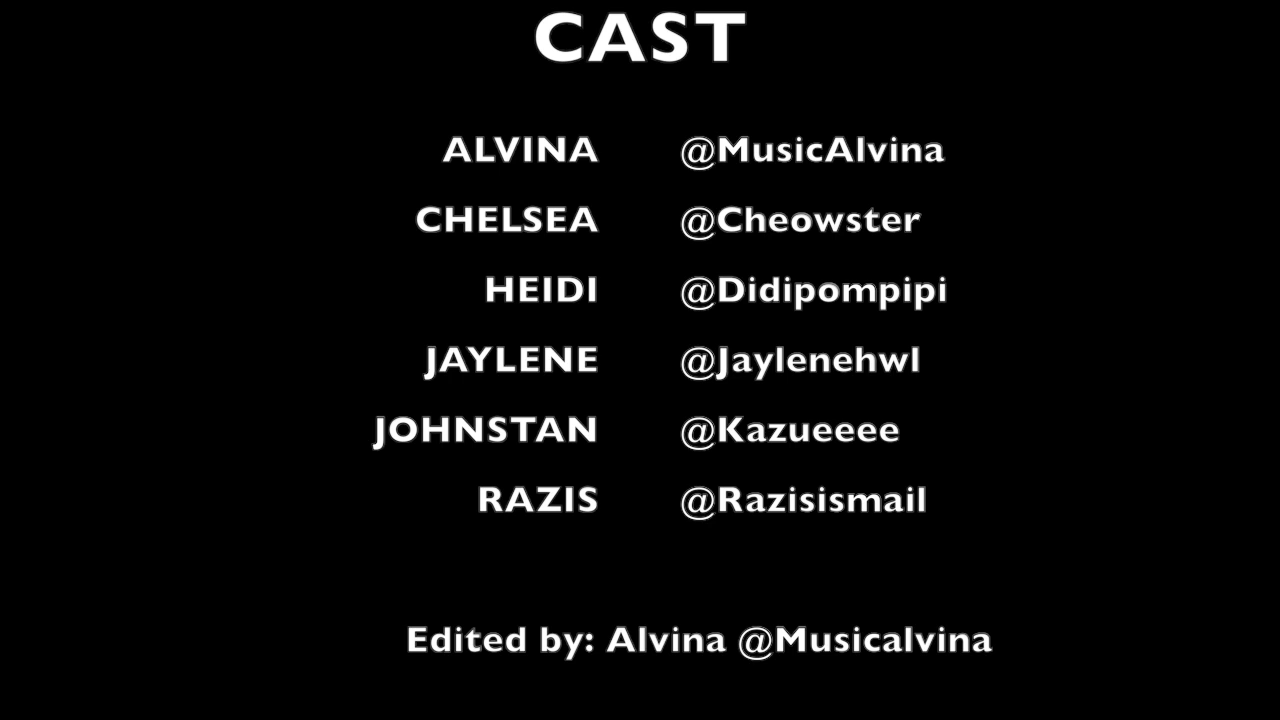 CAST
ALVINA @MusicAlvina
CHELSEA @Cheowster
HEIDI @Didipompipi
JAYLENE @Jaylenehwl
JOHNSTAN @Kazueeee
RAZIS @Razisismail
Edited by: Alvina @Musicalvina